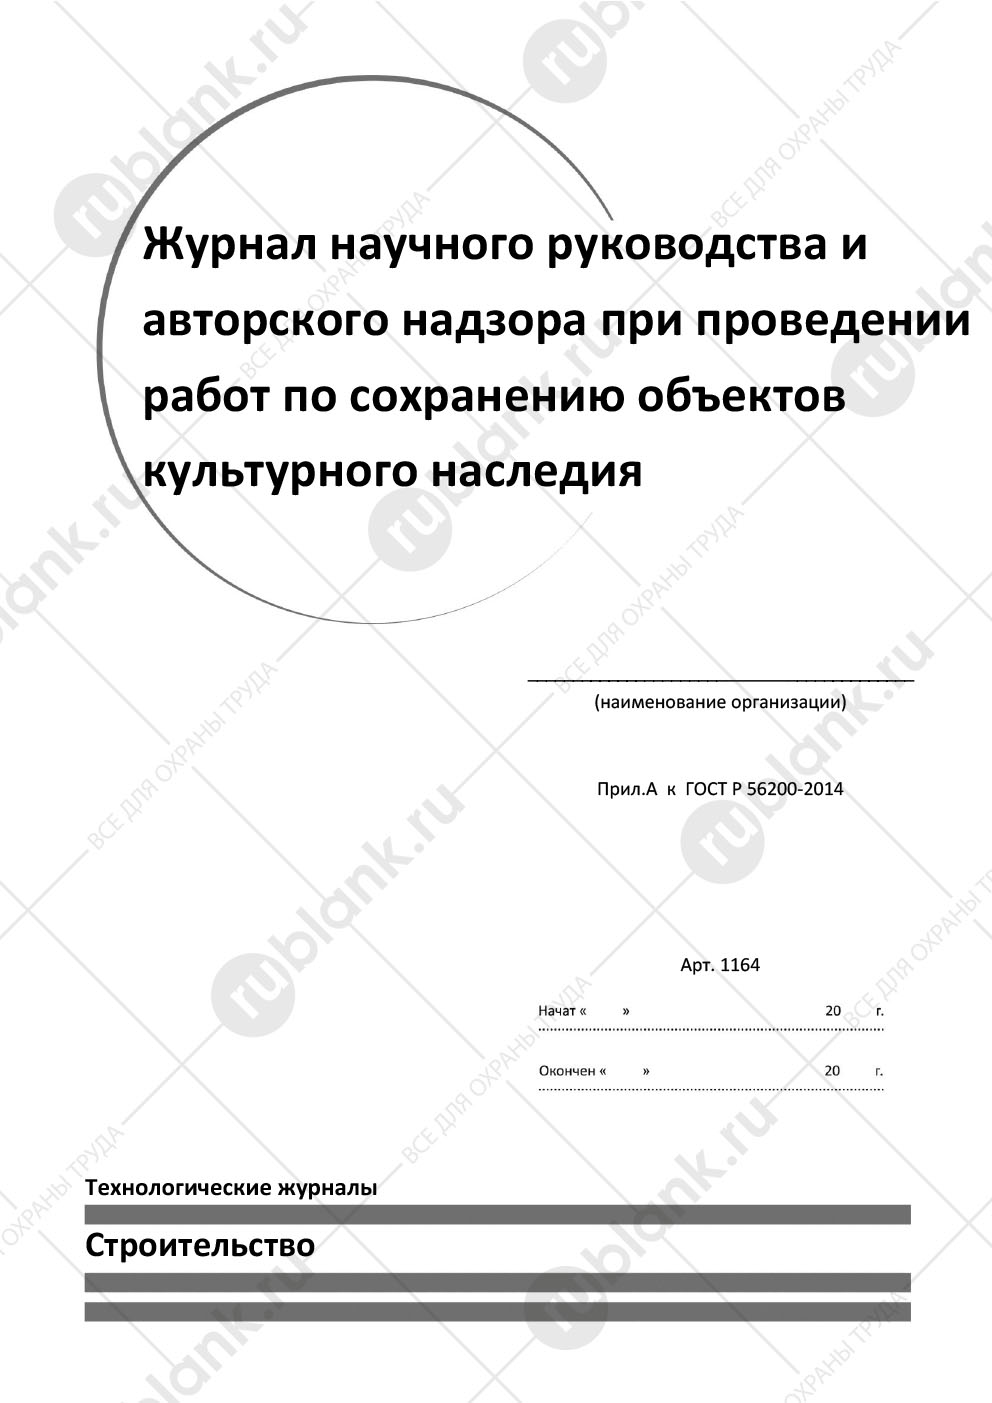 Журнал научного руководства и
авторского надзора при проведении
работ по сохранению объектов
культурного наследия
(наименование организации)
Прил.А к ГОСТ Р 56200-2014
Арт. 1164
Начат « » 20 г.
Окончен « » 20 г.
Технологические журналы
Строительство
rublank.ru
ВСЕ ДЛЯ ОХРАНЫ ТРУДА